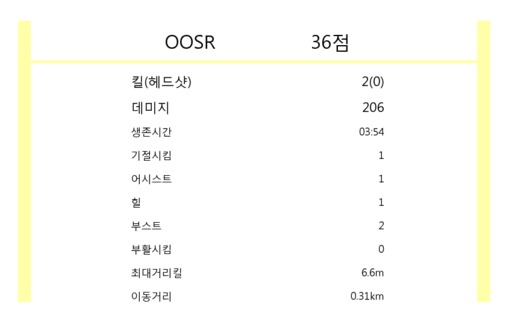 OOSR 36점
킬(헤드샷) 2(0)
데미지 206
생존시간 03:54
기절시킴 1
어시스트 1
힐 1
부스트 2
부활시킴 0
최대거리킬 6.6m
이동거리 0.31km